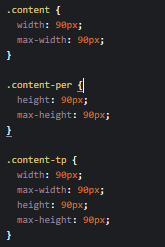 .content {
width: 90px;
max-width: 90px;
}
.content-per {
height: 90px;
max-height: 90px;
}
.content-tp {
width: 90px;
max-width: 90px;
height: 90px;
max-height: 90px;
}